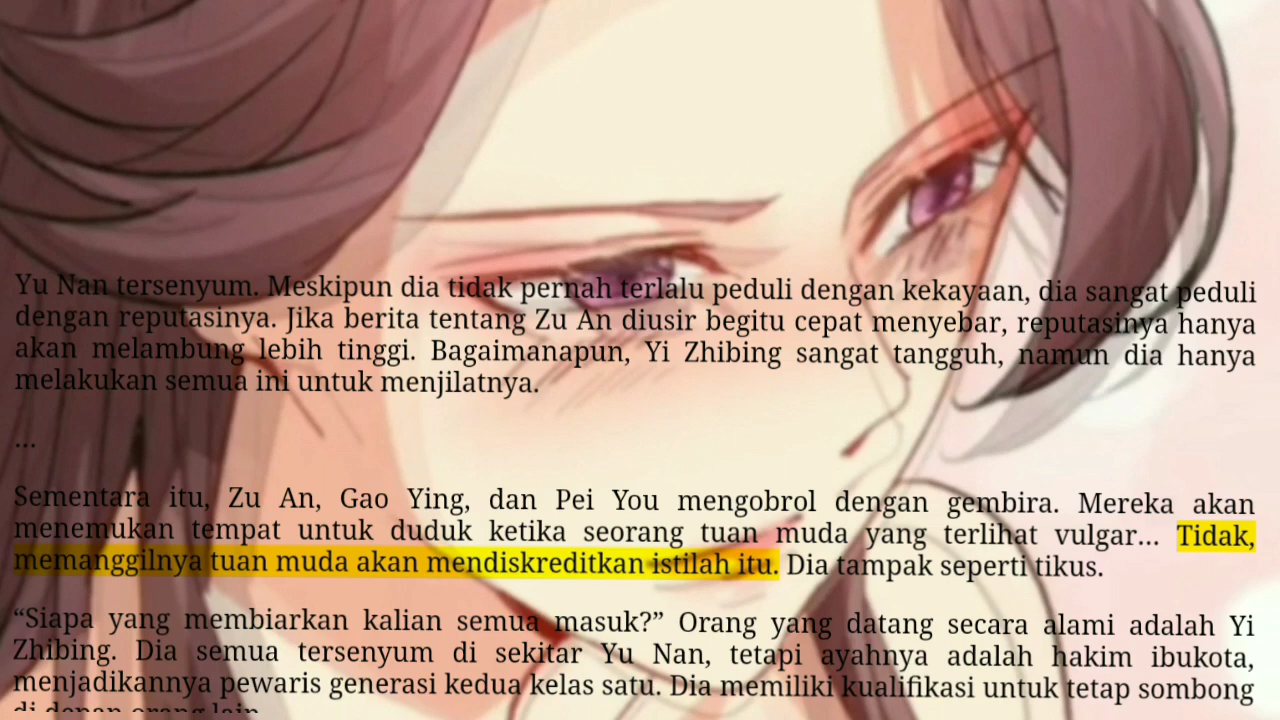 Yu Nan tersenyum. Meskipun dia tidak pernah terlalu peduli dengan kekayaan, dia sangat peduli
dengan reputasinya. Jika berita tentang Zu An diusir begitu cepat menyebar, reputasinya hanya
akan melambung lebih tinggi. Bagaimanapun, Yi Zhibing sangat tangguh, namun dia hanya
melakukan semua ini untuk menjilatnya.
...
Sementara itu, Zu An, Gao Ying, dan Pei You mengobrol dengan gembira. Mereka akan
menemukan tempat untuk duduk ketika seorang tuan muda yang terlihat vulgar... Tidak,
memanggilnya tuan muda akan mendiskreditkan istilah itu. Dia tampak seperti tikus.
“Siapa yang membiarkan kalian semua masuk?” Orang yang datang secara alami adalah Yi
Zhibing. Dia semua tersenyum di sekitar Yu Nan, tetapi ayahnya adalah hakim ibukota,
menjadikannya pewaris generasi kedua kelas satu. Dia memiliki kualifikasi untuk tetap sombong
di depan orang lain.